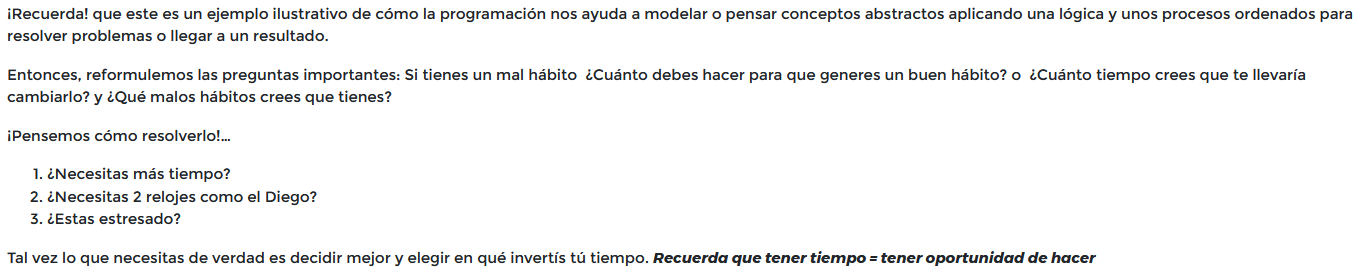 ¡Recuerda! que este es un ejemplo ilustrativo de cómo la programación nos ayuda a modelar o pensar conceptos abstractos aplicando una lógica y unos procesos ordenados para
resolver problemas o llegar a un resultado.
Entonces, reformulemos las preguntas importantes: Si tienes un mal hábito  ¿Cuánto debes hacer para que generes un buen hábito? o  ¿Cuánto tiempo crees que te llevaría
cambiarlo? y ¿Qué malos hábitos crees que tienes?
¡Pensemos cómo resolverlo!...
1. ¿Necesitas más tiempo?
2. ¿Necesitas 2 relojes como el Diego?
3. ¿Estas estresado?
Tal vez lo que necesitas de verdad es decidir mejor y elegir en qué invertís tú tiempo. Recuerda que tener tiempo = tener oportunidad de hacer